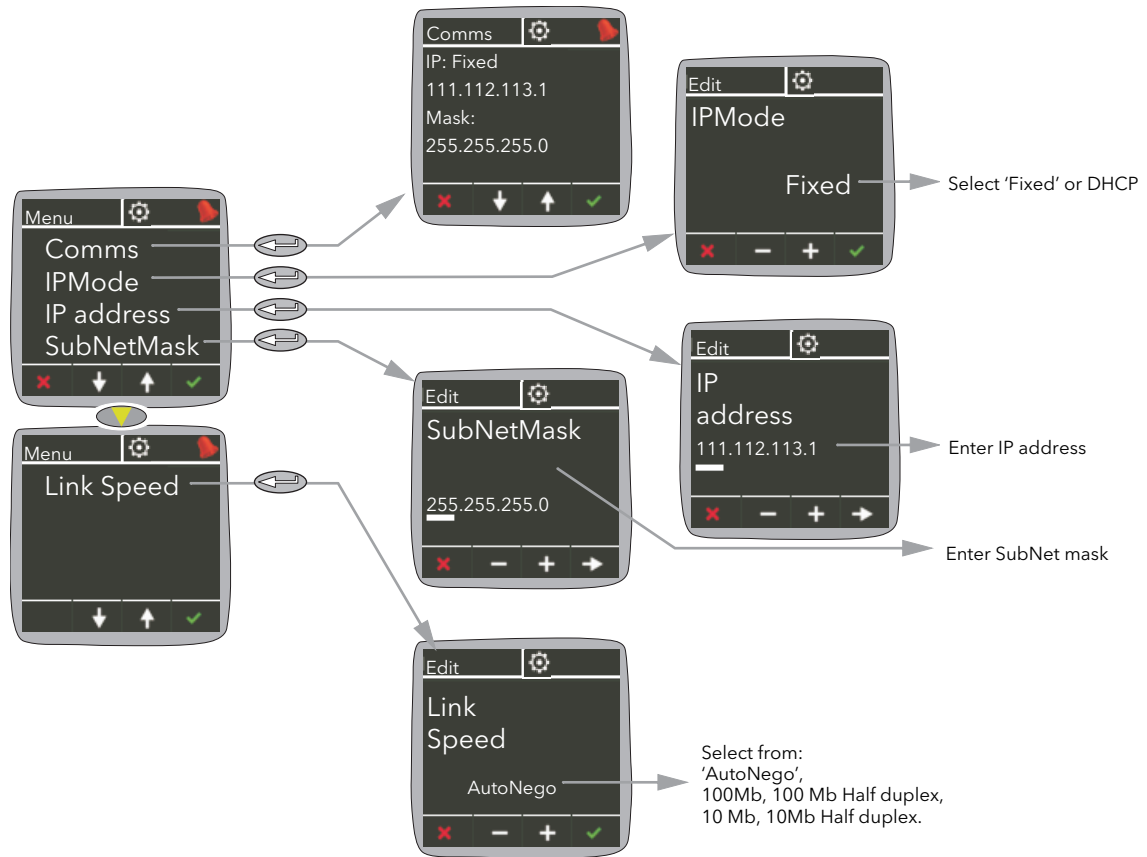 Comms
IP: Fixed
111.112.113.1
Mask:
255.255.255.0
Edit
IPMode
Fixed
Select 'Fixed' or DHCP
Menu
Comms
IPMode
IP address
SubNetMask
Edit
IP
address
111.112.113.1
Enter IP address
Edit
SubNetMask
255.255.255.0
Enter SubNet mask
Menu
Link Speed
Edit
Link
Speed
AutoNego
Select from:
'AutoNego',
100Mb, 100 Mb Half duplex,
10 Mb, 10Mb Half duplex.